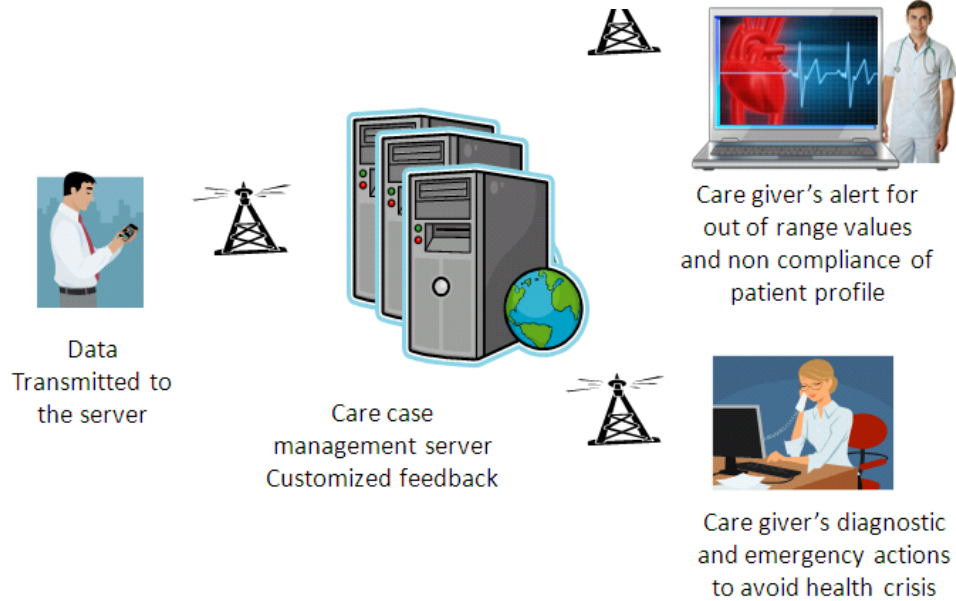 Data
Transmitted to
the server
Care case
management server
Customized feedback
Care giver’s alert for
out of range values
and non compliance of
patient profile
Care giver’s diagnostic
and emergency actions
to avoid health crisis